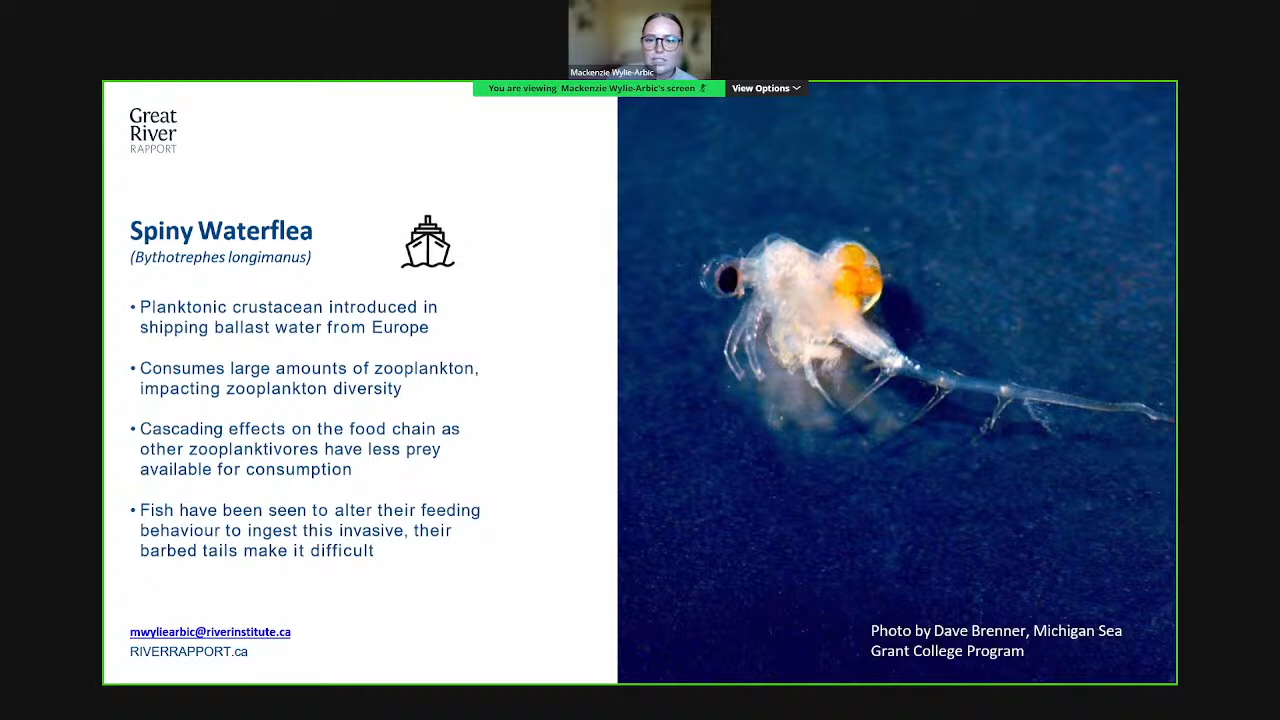 Mackenzie Wylie-Arbic
You are viewing Mackenzie Wylie-Arbic's screen
View Options
Great
River
RAPPORT
Spiny Waterflea
(Bythotrephes longimanus)
• Planktonic crustacean introduced in
shipping ballast water from Europe
• Consumes large amounts of zooplankton,
impacting zooplankton diversity
• Cascading effects on the food chain as
other zooplanktivores have less prey
available for consumption
• Fish have been seen to alter their feeding
behaviour to ingest this invasive, their
barbed tails make it difficult
mwyliearbic@riverinstitute.ca
RIVERRAPPORT.ca
Photo by Dave Brenner, Michigan Sea
Grant College Program